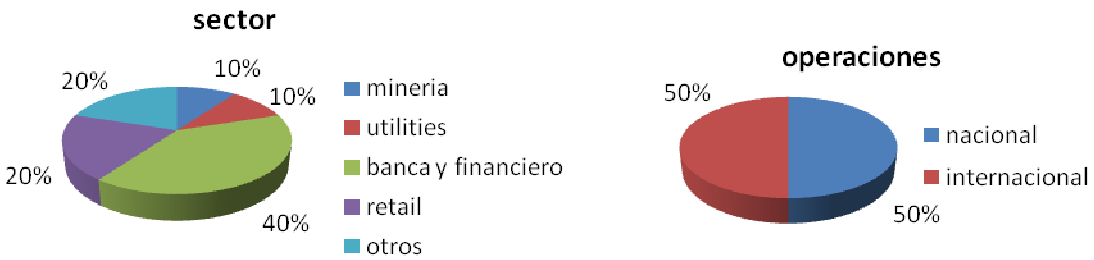 sector
20%
10%
10%
20%
40%
mineria
utilities
banca y financiero
retail
otros
operaciones
50%
50%
nacional
internacional